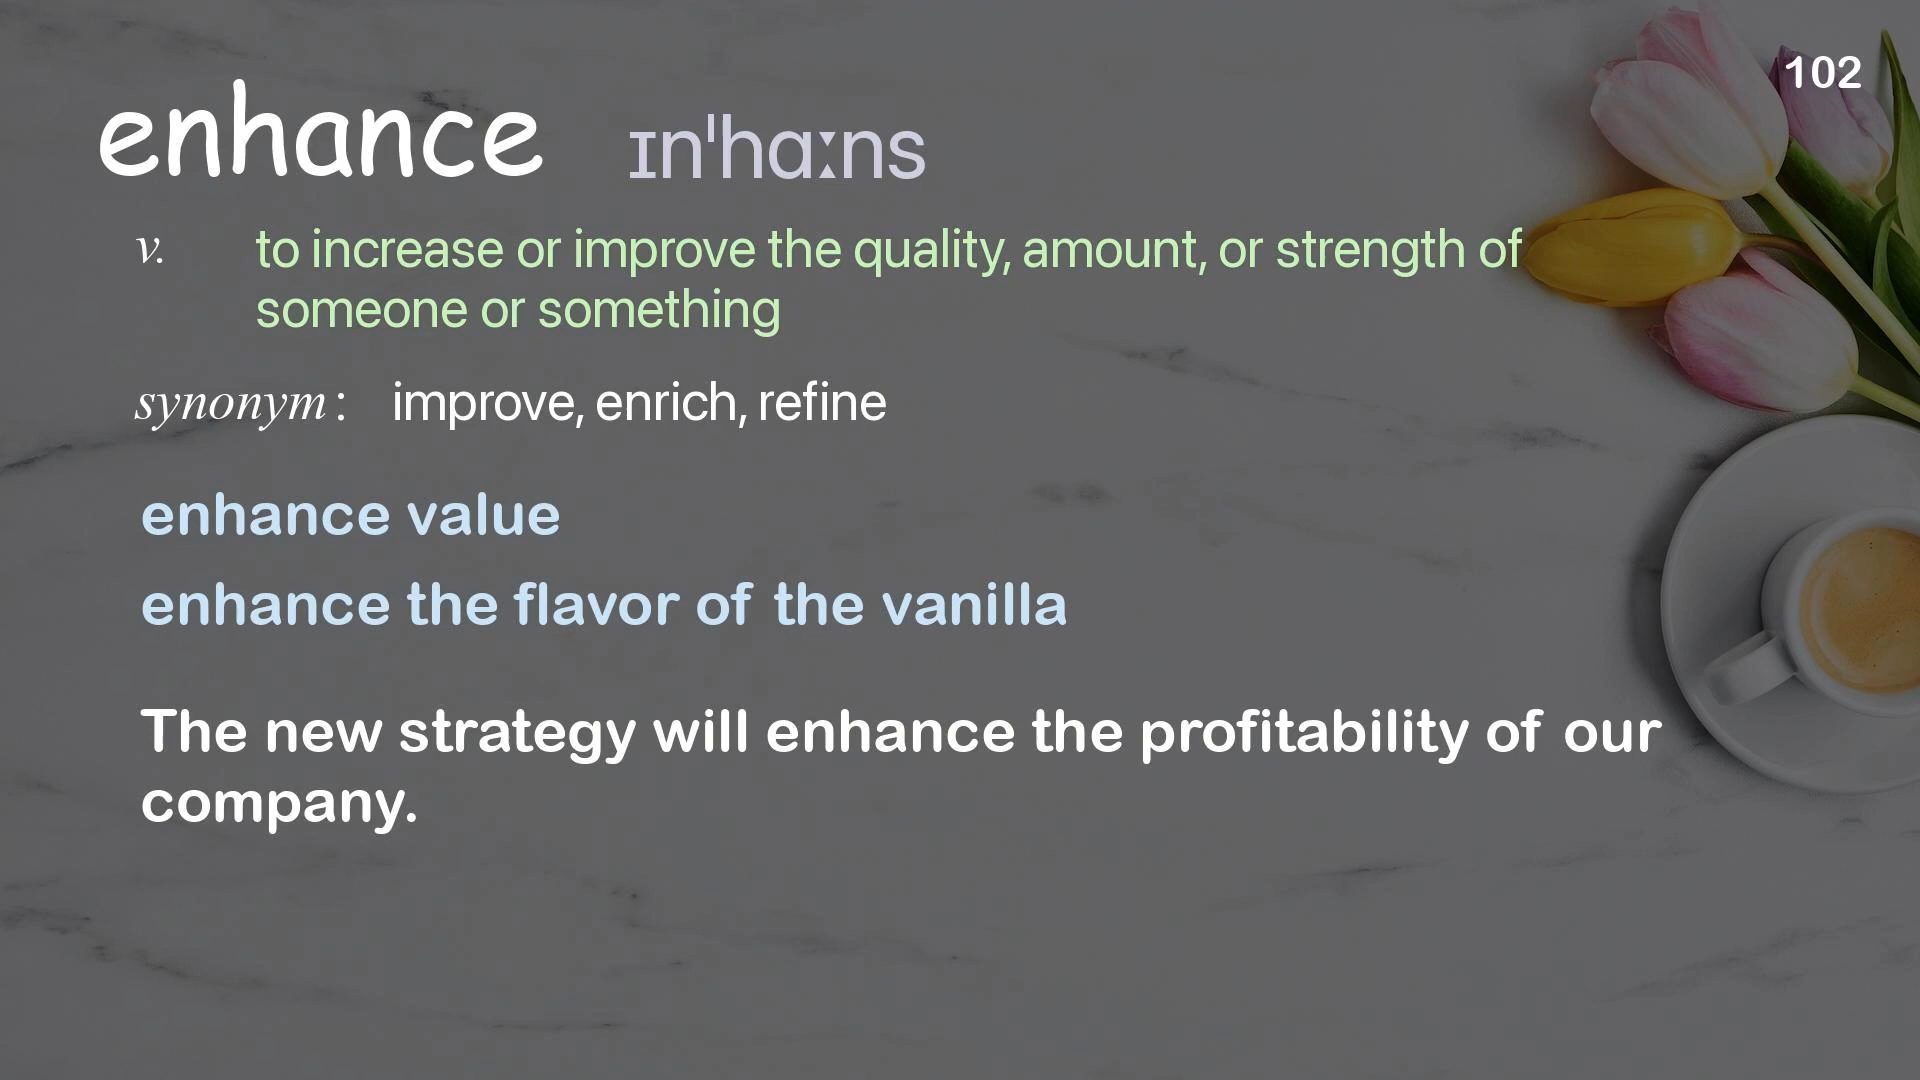 102
enhance ɪnˈhɑːns
v. to increase or improve the quality, amount, or strength of
someone or something
synonym: improve, enrich, refine
enhance value
enhance the flavor of the vanilla
The new strategy will enhance the profitability of our
company.